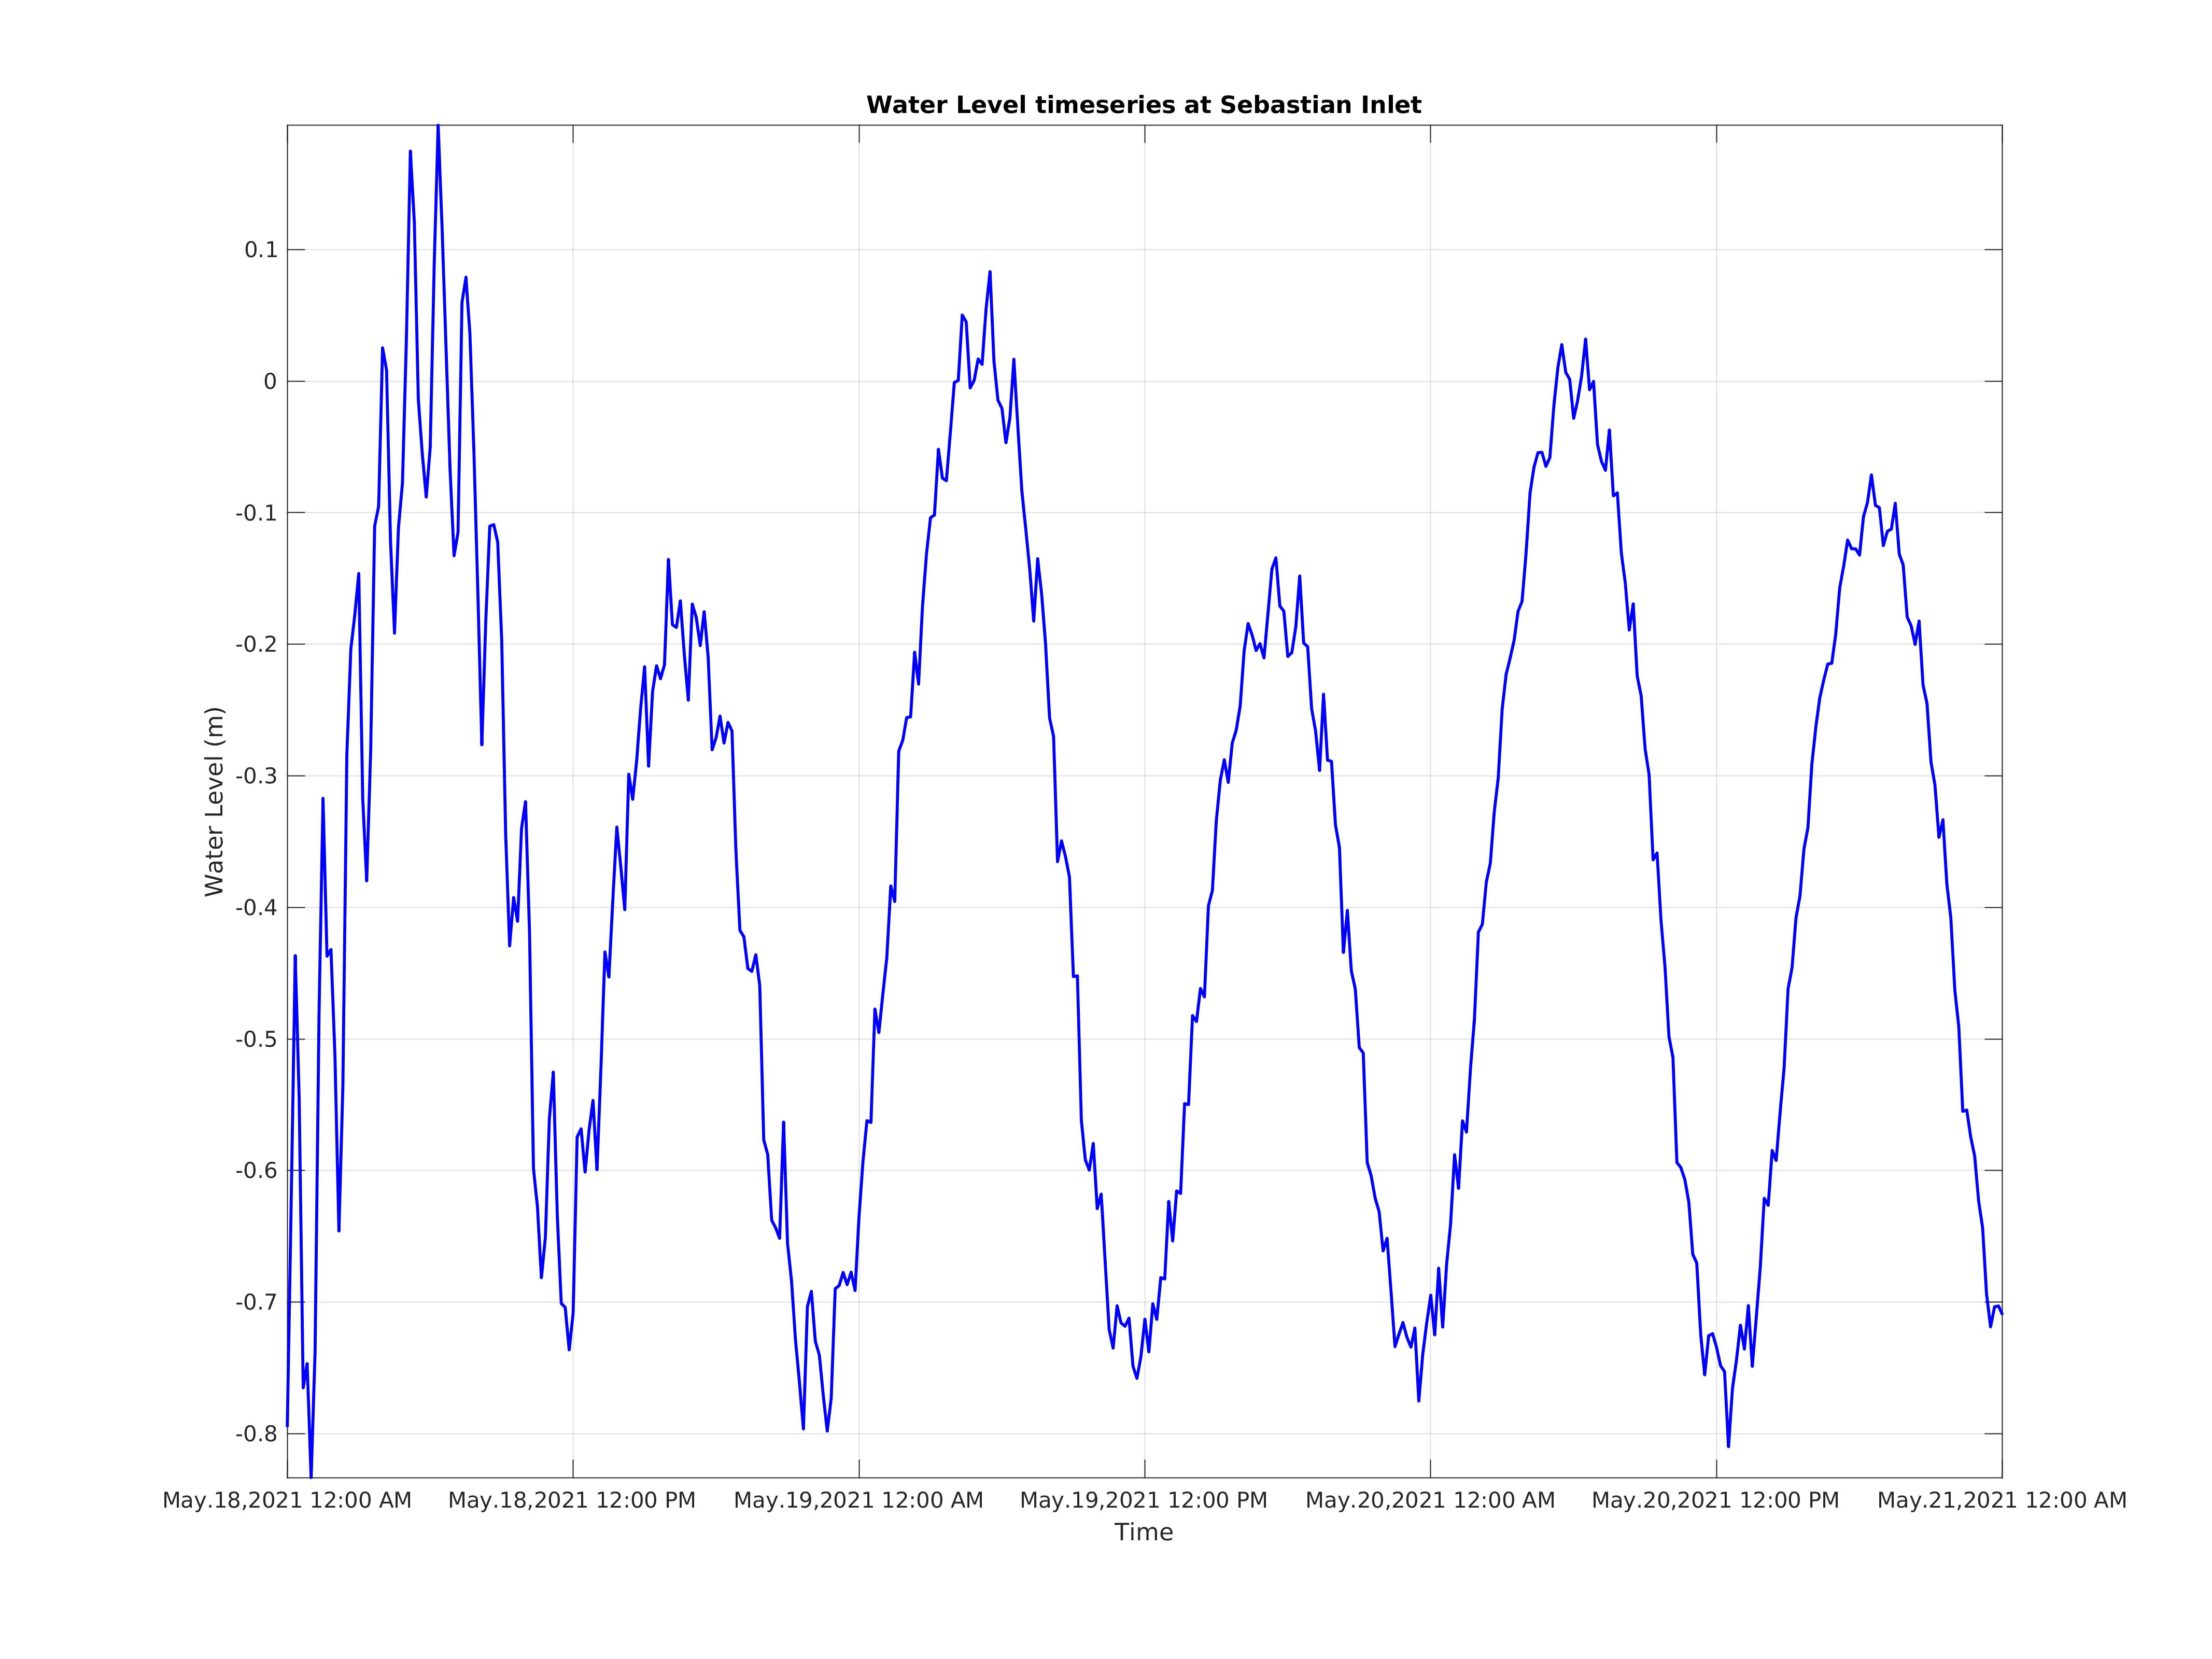 Water Level timeseries at Sebastian Inlet
0.1
0
-0.1
-0.2
-0.3
-0.4
-0.5
-0.6
-0.7
-0.8
Water Level (m)
May.18,2021 12:00 AM
May.18,2021 12:00 PM
May.19,2021 12:00 AM
May.19,2021 12:00 PM
May.20,2021 12:00 AM
May.20,2021 12:00 PM
May.21,2021 12:00 AM
Time